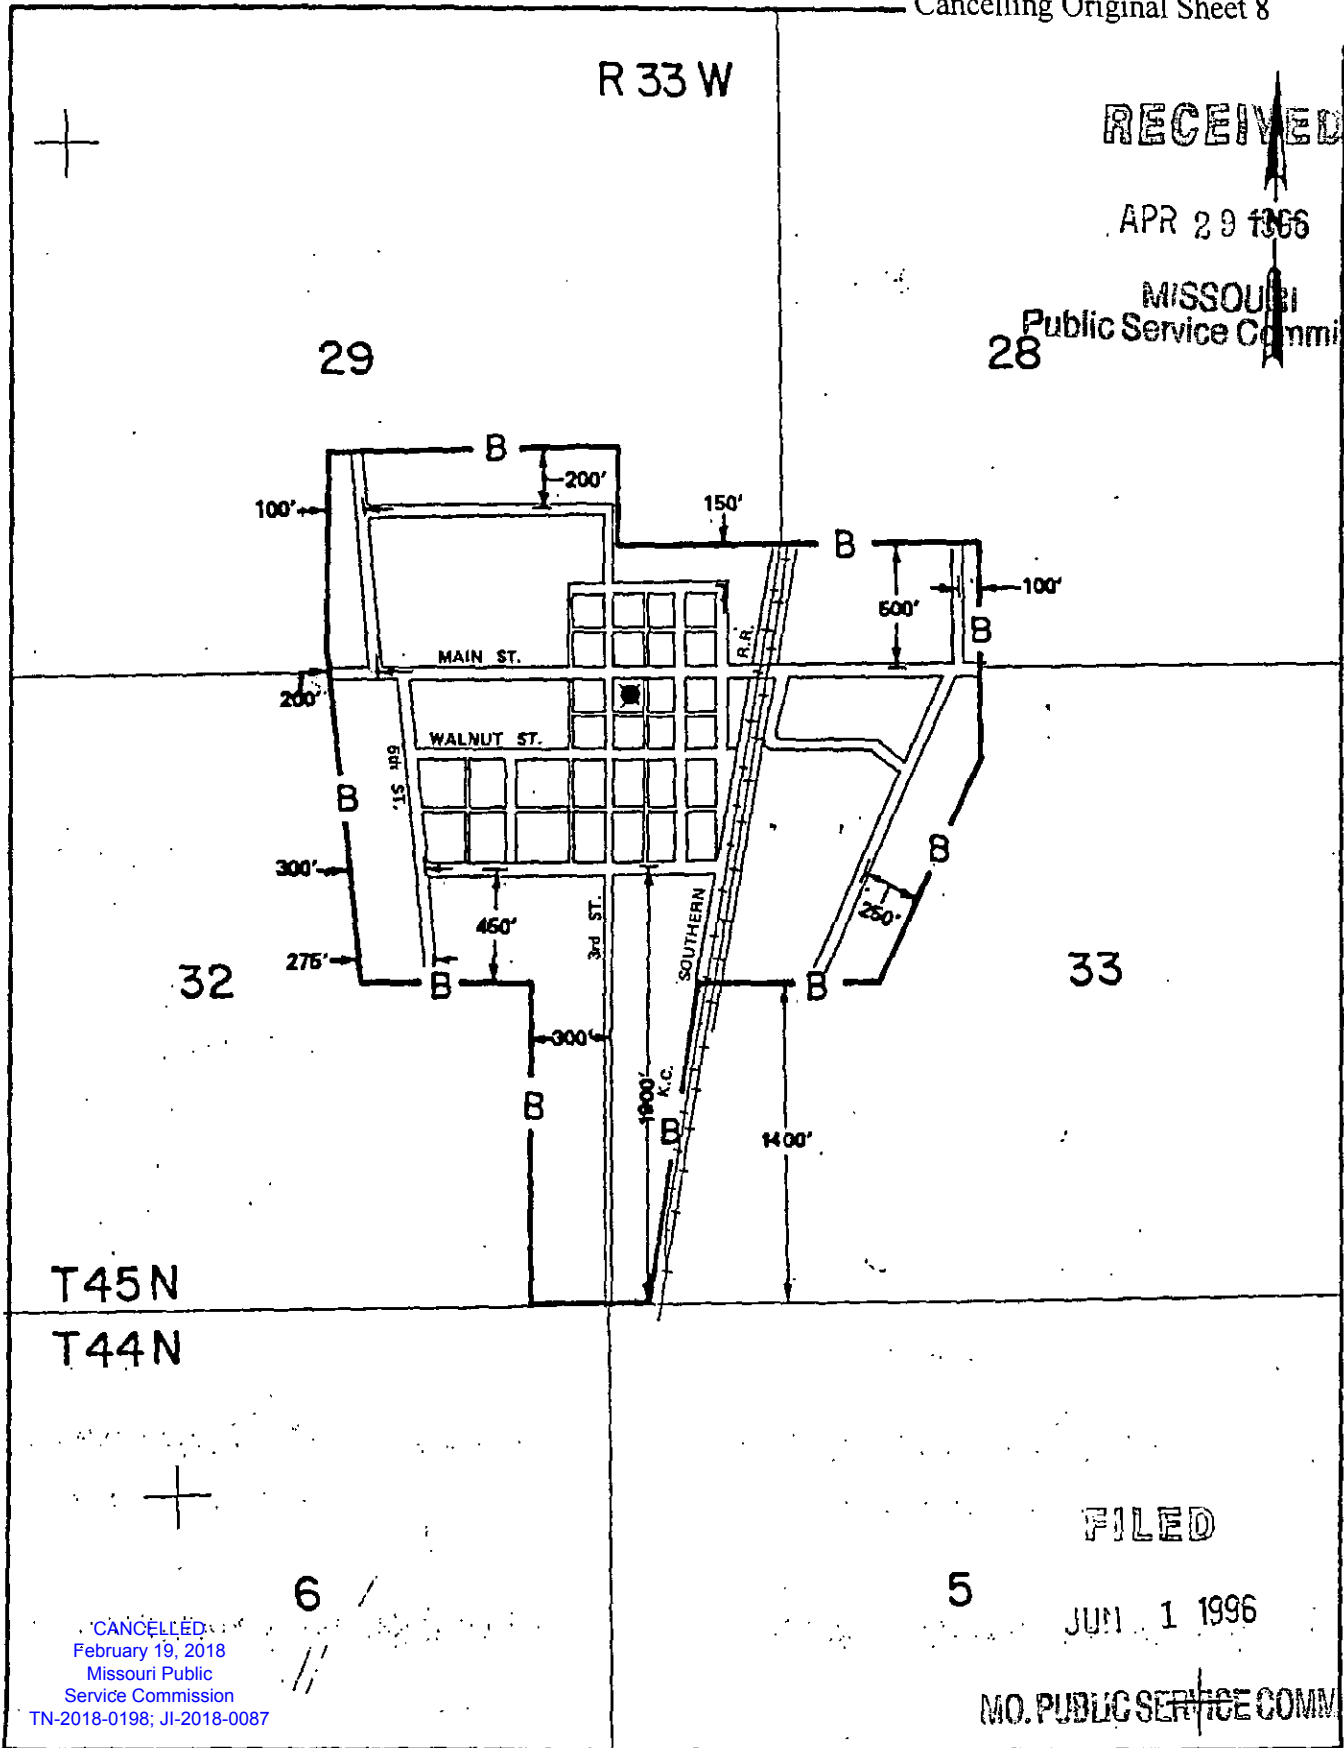 Cancelling Original Sheet 8
R 33 W
RECEIVED
APR 29 1996
MISSOURI
Public Service Commi
29
28
B
200'
100'
150'
B
500'
100'
B
R.R.
MAIN ST.
200'
WALNUT ST.
6th ST.
B
B
300'
250'
450'
3rd ST.
SOUTHERN
275'
32
B
B
33
300'
1900'
K.C.
B
B
1400'
T45N
T44N
FILED
6
5
JUN 1 1996
CANCELLED
February 19, 2018
Missouri Public
Service Commission
TN-2018-0198; JI-2018-0087
MO. PUBLIC SERVICE COMM